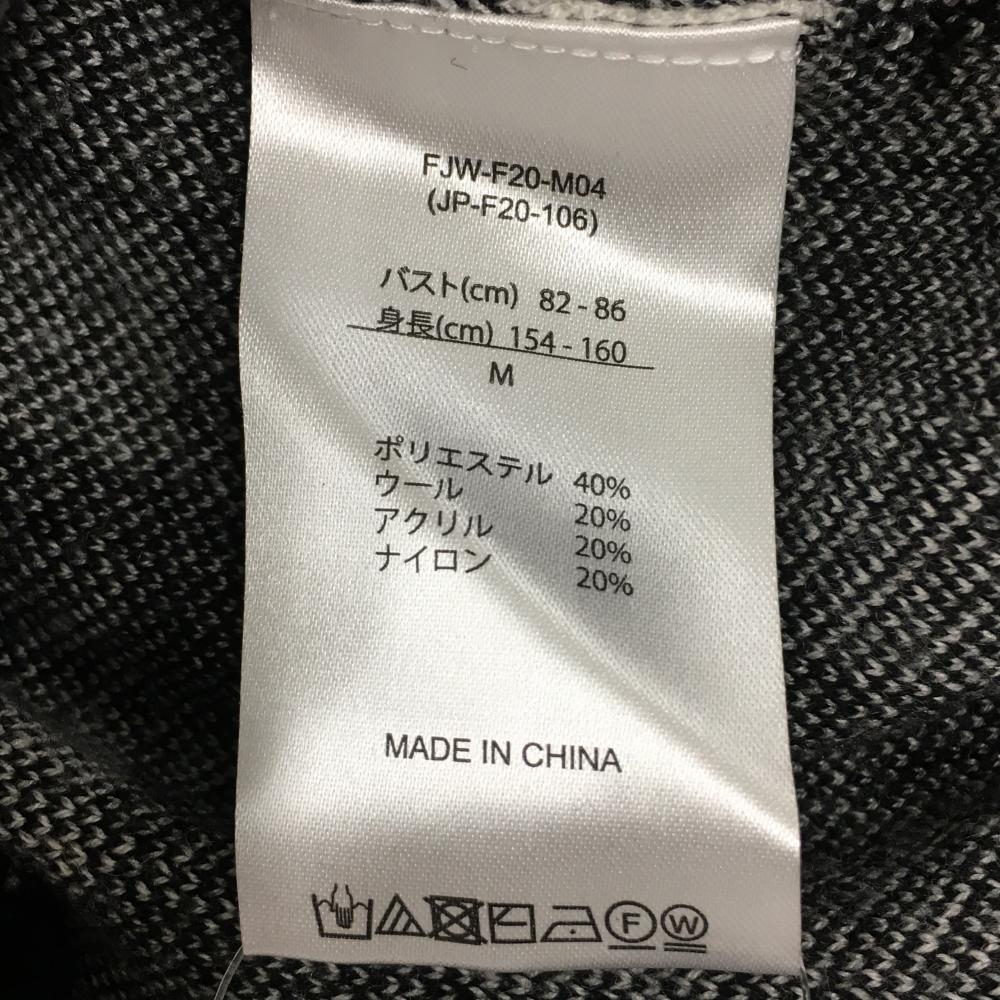 FJW-F20-M04
(JP-F20-106)
バスト(cm) 82 - 86
身長(cm) 154 - 160
M
ポリエステル 40%
ウール 20%
アクリル 20%
ナイロン 20%
MADE IN CHINA
F W